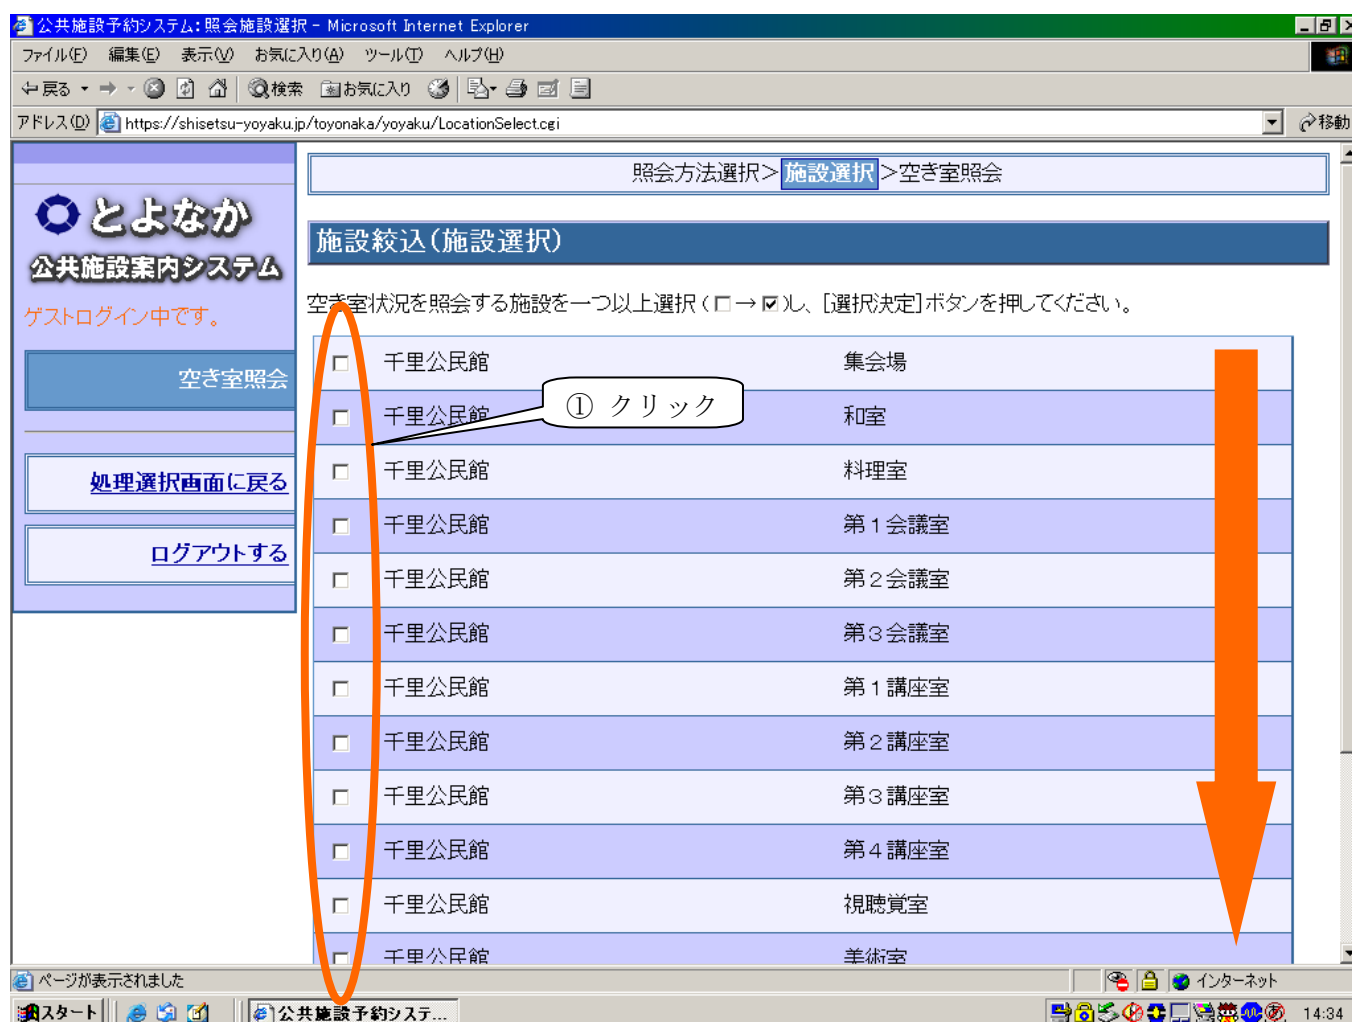 公共施設予約システム：照会施設選択 - Microsoft Internet Explorer
ファイル(F) 編集(E) 表示(V) お気に入り(A) ツール(T) ヘルプ(H)
戻る 検索 お気に入り
アドレス(D) https://shisetsu-yoyaku.jp/toyonaka/yoyaku/LocationSelect.cgi 移動
照会方法選択＞施設選択＞空き室照会
とよなか
公共施設案内システム
ゲストログイン中です。
空き室照会
処理選択画面に戻る
ログアウトする
施設絞込（施設選択）
空き室状況を照会する施設を一つ以上選択（□→☑）し、［選択決定］ボタンを押してください。
千里公民館 集会場
① クリック
千里公民館 和室
千里公民館 料理室
千里公民館 第１会議室
千里公民館 第２会議室
千里公民館 第３会議室
千里公民館 第１講座室
千里公民館 第２講座室
千里公民館 第３講座室
千里公民館 第４講座室
千里公民館 視聴覚室
千里公民館 美術室
ページが表示されました インターネット
スタート 公共施設予約システ... 14:34